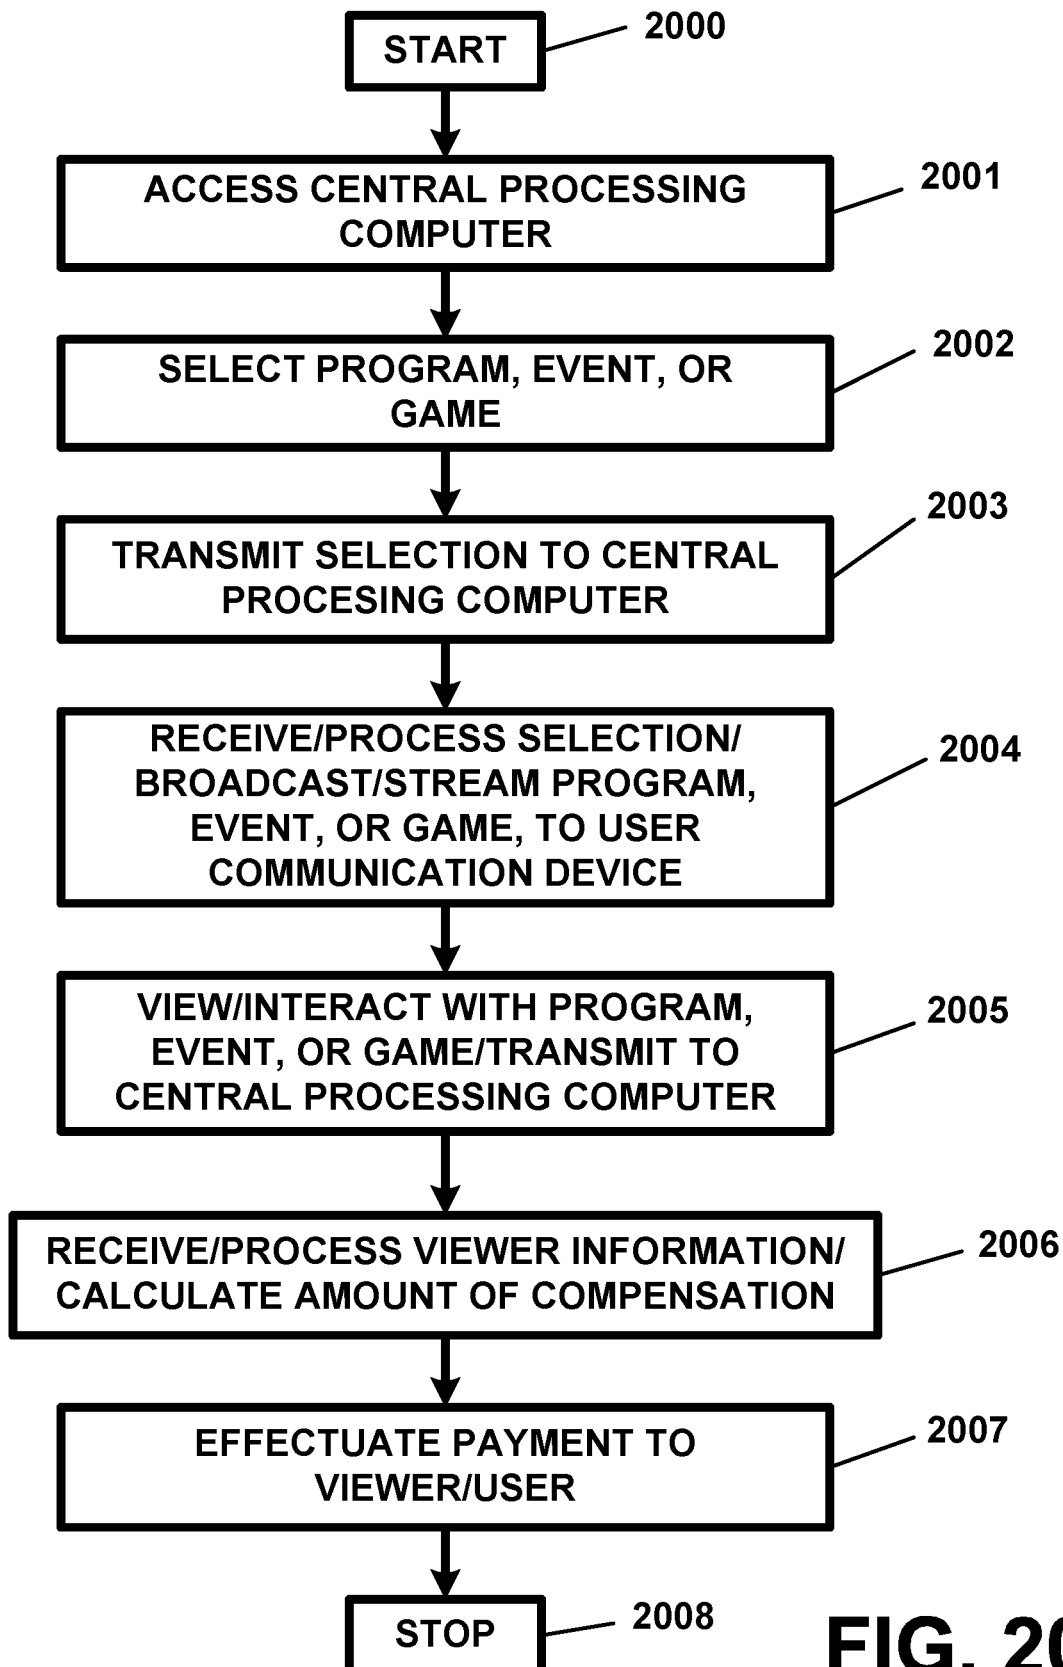 START
2000
ACCESS CENTRAL PROCESSING
COMPUTER
2001
SELECT PROGRAM, EVENT, OR
GAME
2002
TRANSMIT SELECTION TO CENTRAL
PROCESING COMPUTER
2003
RECEIVE/PROCESS SELECTION/
BROADCAST/STREAM PROGRAM,
EVENT, OR GAME, TO USER
COMMUNICATION DEVICE
2004
VIEW/INTERACT WITH PROGRAM,
EVENT, OR GAME/TRANSMIT TO
CENTRAL PROCESSING COMPUTER
2005
RECEIVE/PROCESS VIEWER INFORMATION/
CALCULATE AMOUNT OF COMPENSATION
2006
EFFECTUATE PAYMENT TO
VIEWER/USER
2007
STOP
2008
FIG. 20